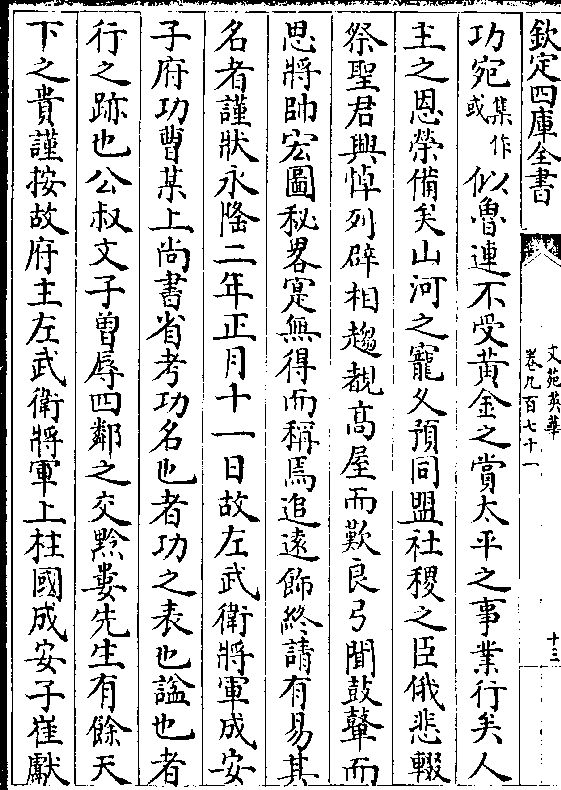 欽定四庫全書
文苑英華
卷九百七十一
十三
功宛集作或似魯連不受黃金之賞太平之事業行矣人
主之恩榮備矣山河之寵久預同盟社稷之臣俄悲輟
祭聖君興悼列辟相趨覩高屋而歎良弓聞鼓鼙而
思將帥宏圖秘畧寔無得而稱焉追遠飾終請有易其
名者謹狀永隆二年正月十一日故左武衛將軍成安
子府功曹某上尚書省考功名也者功之表也諡也者
行之跡也公叔文子曾辱四鄰之交黔婁先生有餘天
下之貴謹按故府主左武衛將軍上柱國成安子崔獻